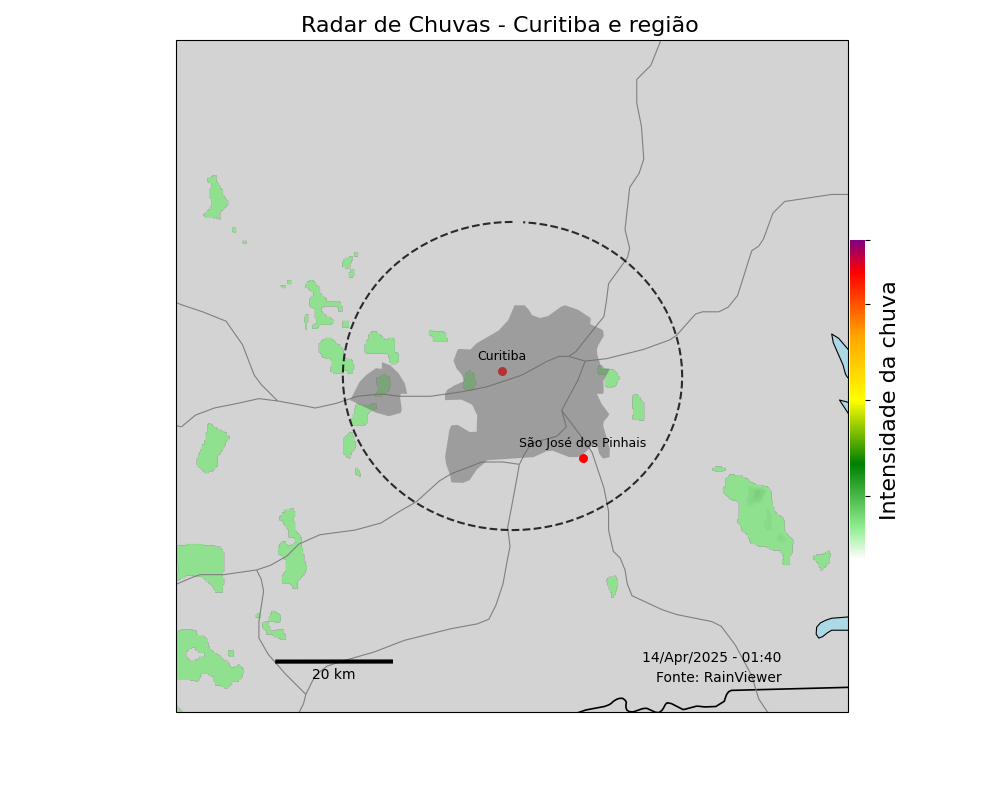 Radar de Chuvas - Curitiba e região
Curitiba
São José dos Pinhais
Intensidade da chuva
14/Apr/2025 - 01:40
Fonte: RainViewer
20 km